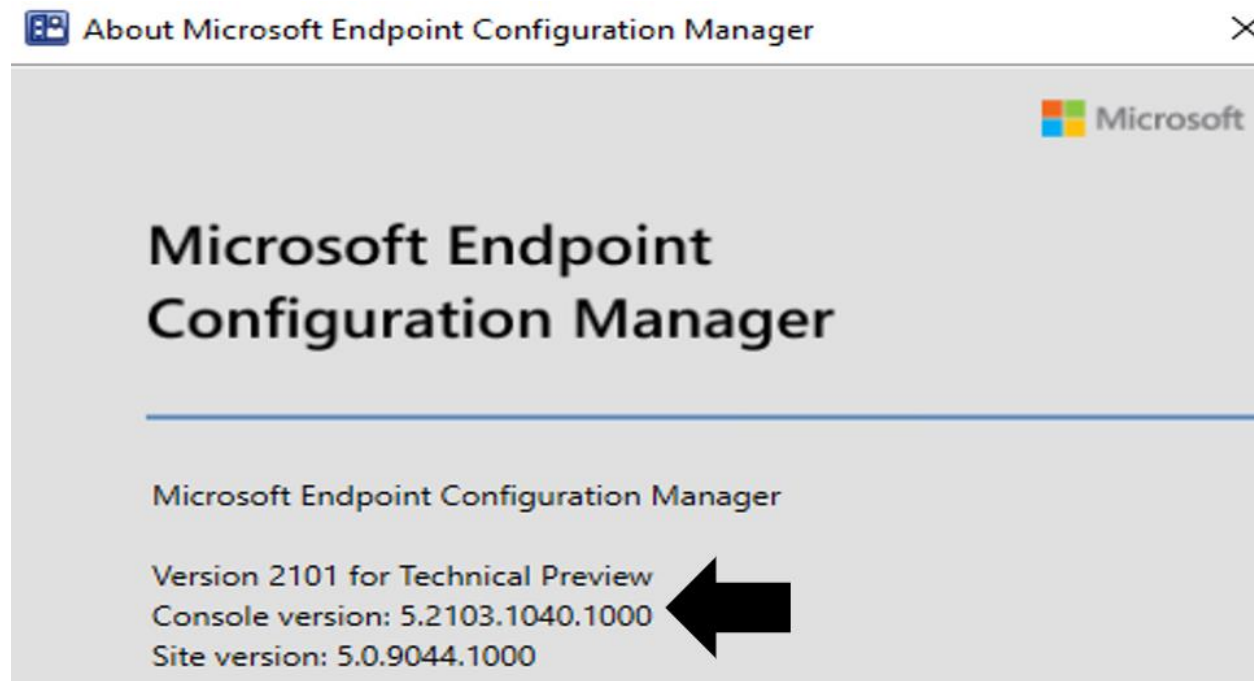 About Microsoft Endpoint Configuration Manager
Microsoft
Microsoft Endpoint
Configuration Manager
Microsoft Endpoint Configuration Manager
Version 2101 for Technical Preview
Console version: 5.2103.1040.1000
Site version: 5.0.9044.1000